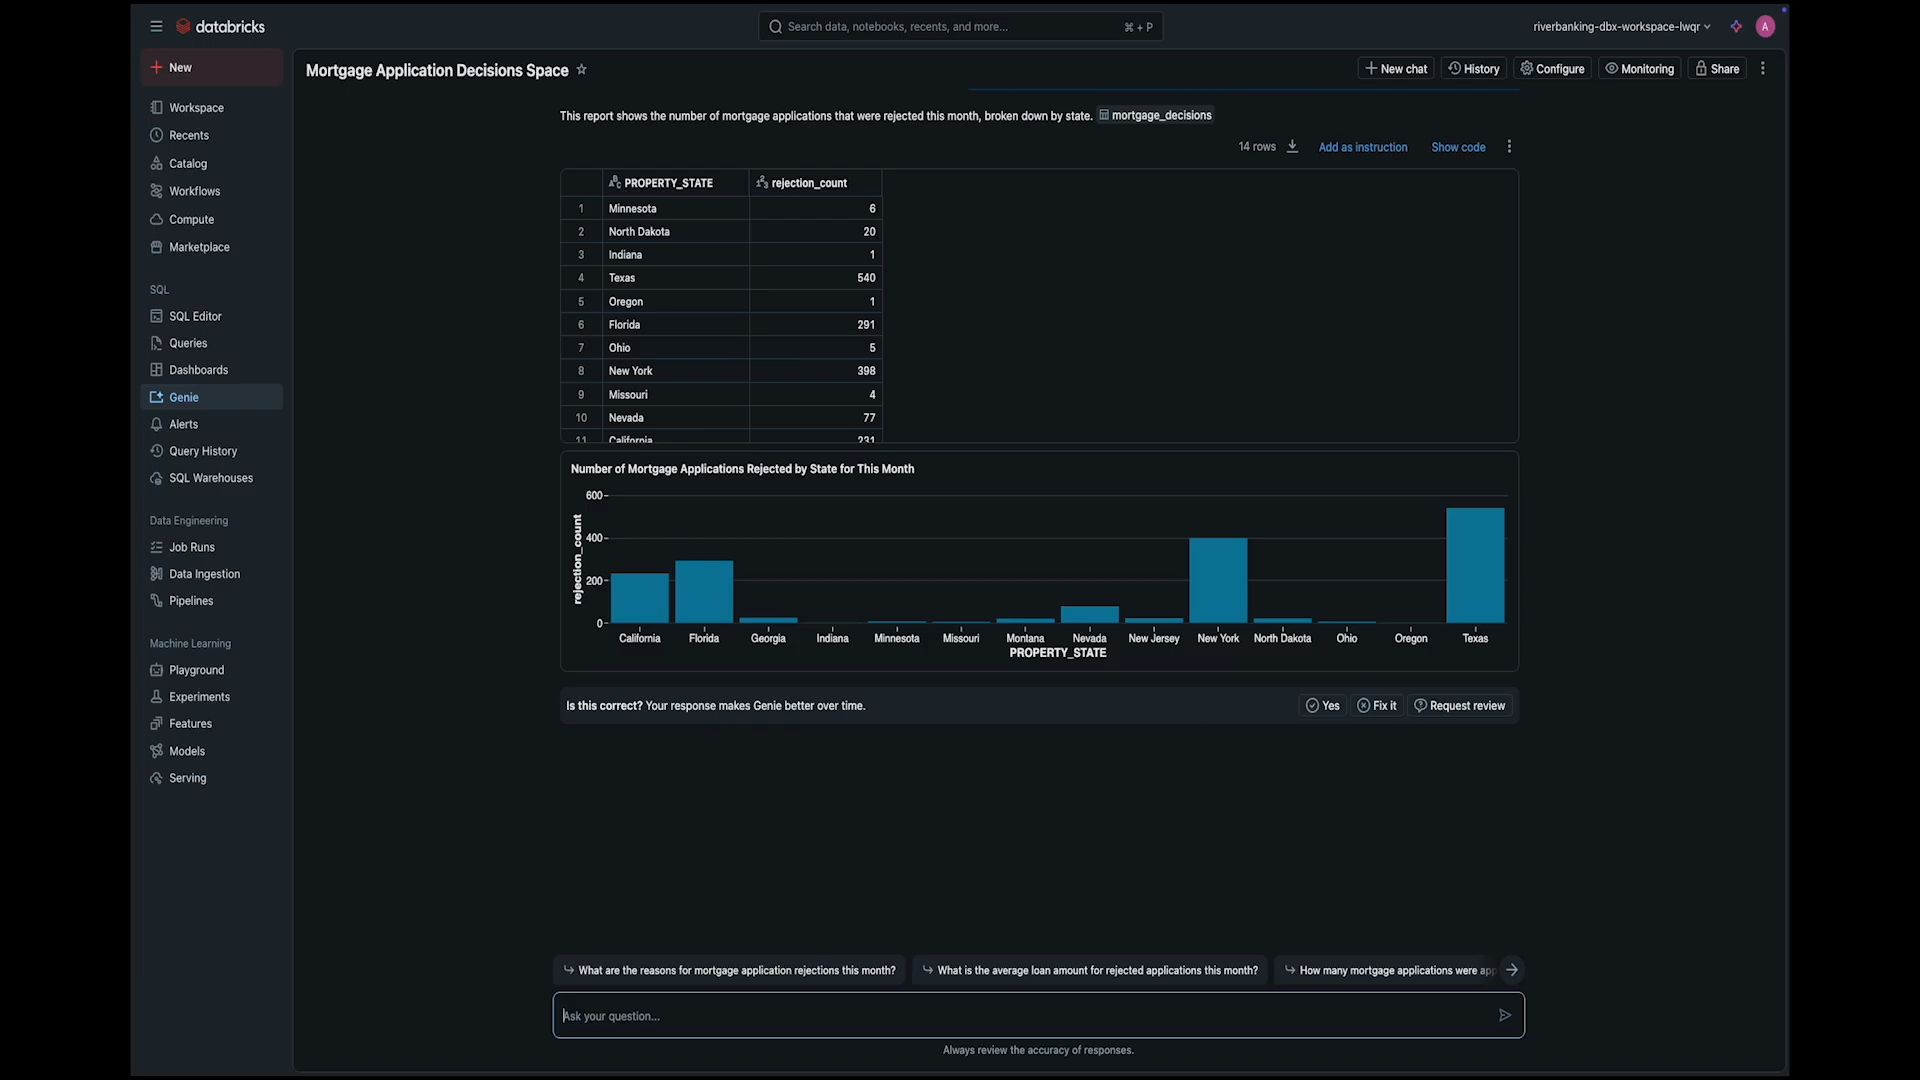 databricks
Search data, notebooks, recents, and more...
⌘ + P
riverbanking-dbx-workspace-lwqr
A
New
Workspace
Recents
Catalog
Workflows
Compute
Marketplace
SQL
SQL Editor
Queries
Dashboards
Genie
Alerts
Query History
SQL Warehouses
Data Engineering
Job Runs
Data Ingestion
Pipelines
Machine Learning
Playground
Experiments
Features
Models
Serving
Mortgage Application Decisions Space
New chat
History
Configure
Monitoring
Share
This report shows the number of mortgage applications that were rejected this month, broken down by state. mortgage_decisions
14 rows
Add as instruction
Show code
PROPERTY_STATE rejection_count
1 Minnesota 6
2 North Dakota 20
3 Indiana 1
4 Texas 540
5 Oregon 1
6 Florida 291
7 Ohio 5
8 New York 398
9 Missouri 4
10 Nevada 77
11 California 231
Number of Mortgage Applications Rejected by State for This Month
rejection_count
600
400
200
0
California Florida Georgia Indiana Minnesota Missouri Montana Nevada New Jersey New York North Dakota Ohio Oregon Texas
PROPERTY_STATE
Is this correct? Your response makes Genie better over time.
Yes
Fix it
Request review
What are the reasons for mortgage application rejections this month?
What is the average loan amount for rejected applications this month?
How many mortgage applications were app
Ask your question...
Always review the accuracy of responses.